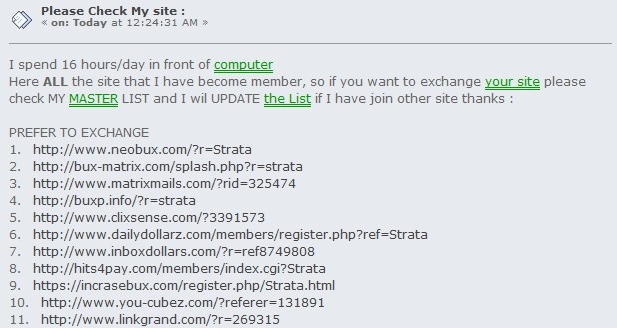 Please Check My site :
« on: Today at 12:24:31 AM »
I spend 16 hours/day in front of computer
Here ALL the site that I have become member, so if you want to exchange your site please
check MY MASTER LIST and I wil UPDATE the List if I have join other site thanks :
PREFER TO EXCHANGE
1. http://www.neobux.com/?r=Strata
2. http://bux-matrix.com/splash.php?r=strata
3. http://www.matrixmails.com/?rid=325474
4. http://buxp.info/?r=strata
5. http://www.clixsense.com/?3391573
6. http://www.dailydollarz.com/members/register.php?ref=Strata
7. http://www.inboxdollars.com/?r=ref8749808
8. http://hits4pay.com/members/index.cgi?Strata
9. https://incrasebux.com/register.php/Strata.html
10. http://www.you-cubez.com/?referer=131891
11. http://www.linkgrand.com/?r=269315